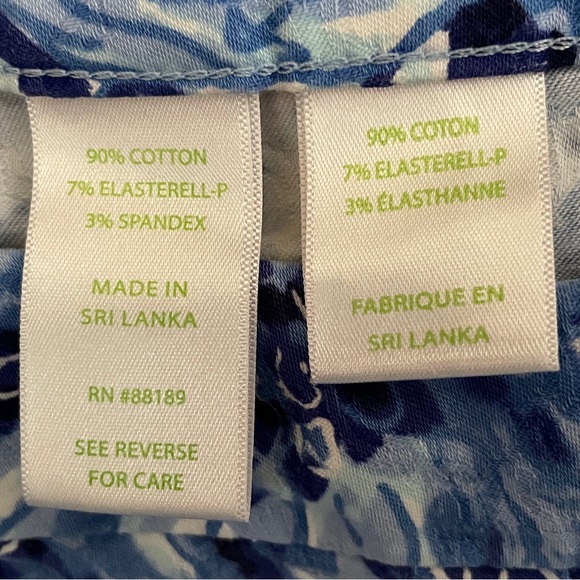 90% COTTON
7% ELASTERELL-P
3% SPANDEX
MADE IN
SRI LANKA
RN #88189
SEE REVERSE
FOR CARE
90% COTON
7% ELASTERELL-P
3% ÉLASTHANNE
FABRIQUE EN
SRI LANKA